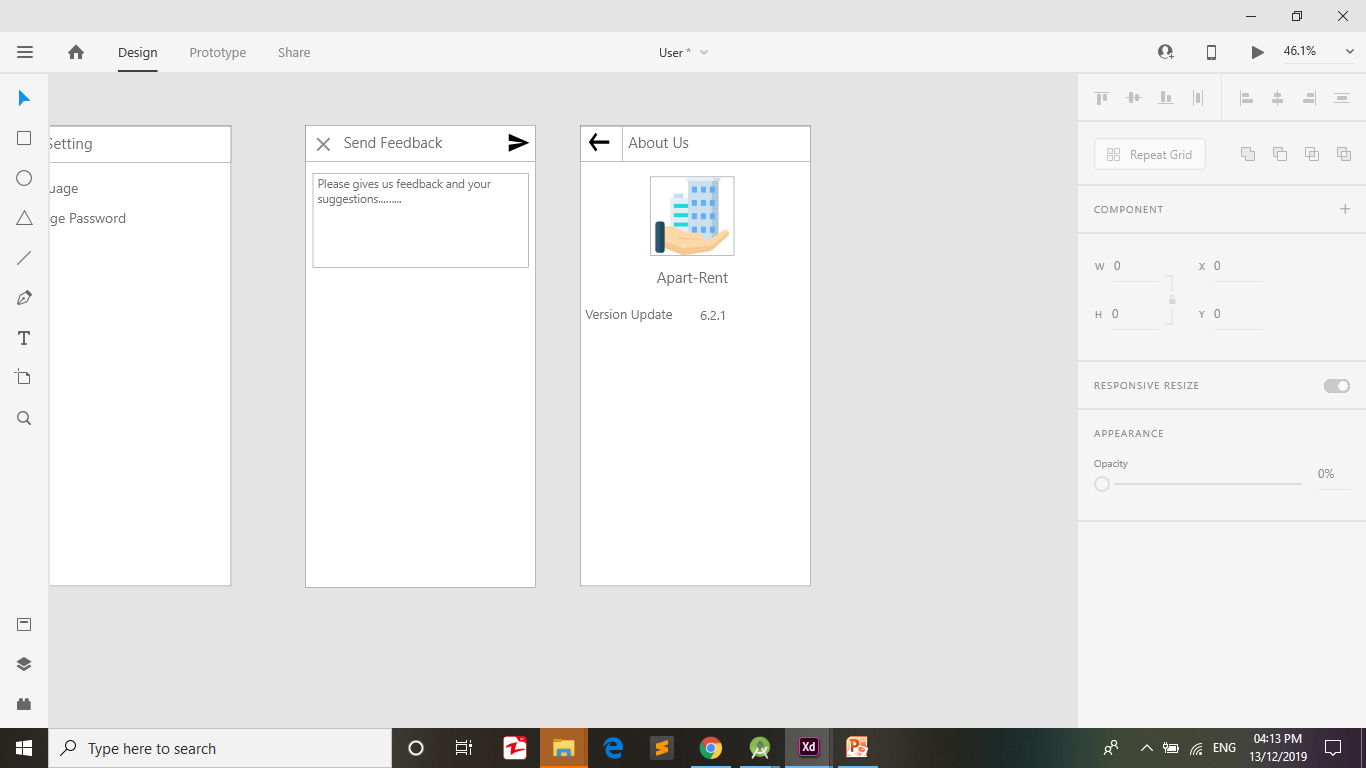 Design Prototype Share User * 46.1%
Setting
uage
ge Password
Send Feedback
Please gives us feedback and your
suggestions.........
About Us
Apart-Rent
Version Update 6.2.1
Repeat Grid
COMPONENT
W 0 X 0
H 0 Y 0
RESPONSIVE RESIZE
APPEARANCE
Opacity
0%
Type here to search
Xd
ENG
04:13 PM
13/12/2019